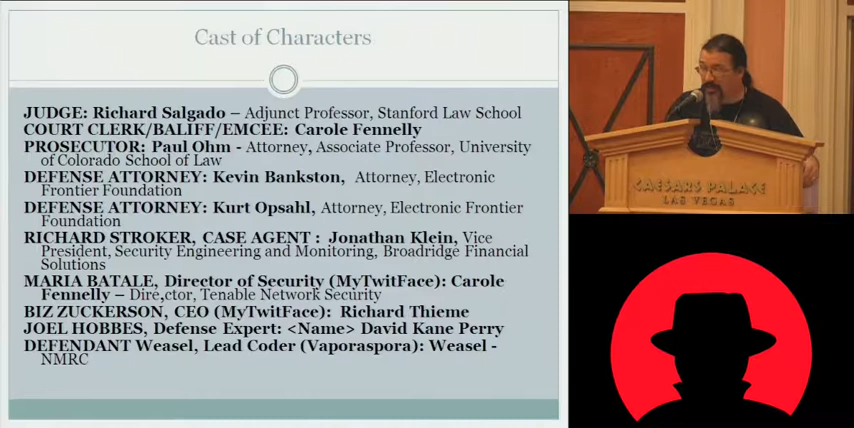 Cast of Characters
JUDGE: Richard Salgado – Adjunct Professor, Stanford Law School
COURT CLERK/BALIFF/EMCEE: Carole Fennelly
PROSECUTOR: Paul Ohm - Attorney, Associate Professor, University
of Colorado School of Law
DEFENSE ATTORNEY: Kevin Bankston, Attorney, Electronic
Frontier Foundation
DEFENSE ATTORNEY: Kurt Opsahl, Attorney, Electronic Frontier
Foundation
RICHARD STROKER, CASE AGENT : Jonathan Klein, Vice
President, Security Engineering and Monitoring, Broadridge Financial
Solutions
MARIA BATALE, Director of Security (MyTwitFace): Carole
Fennelly – Dire,ctor, Tenable Network Security
BIZ ZUCKERSON, CEO (MyTwitFace): Richard Thieme
JOEL HOBBES, Defense Expert: <Name> David Kane Perry
DEFENDANT Weasel, Lead Coder (Vaporaspora): Weasel -
NMRC
CAESARS PALACE
LAS VEGAS